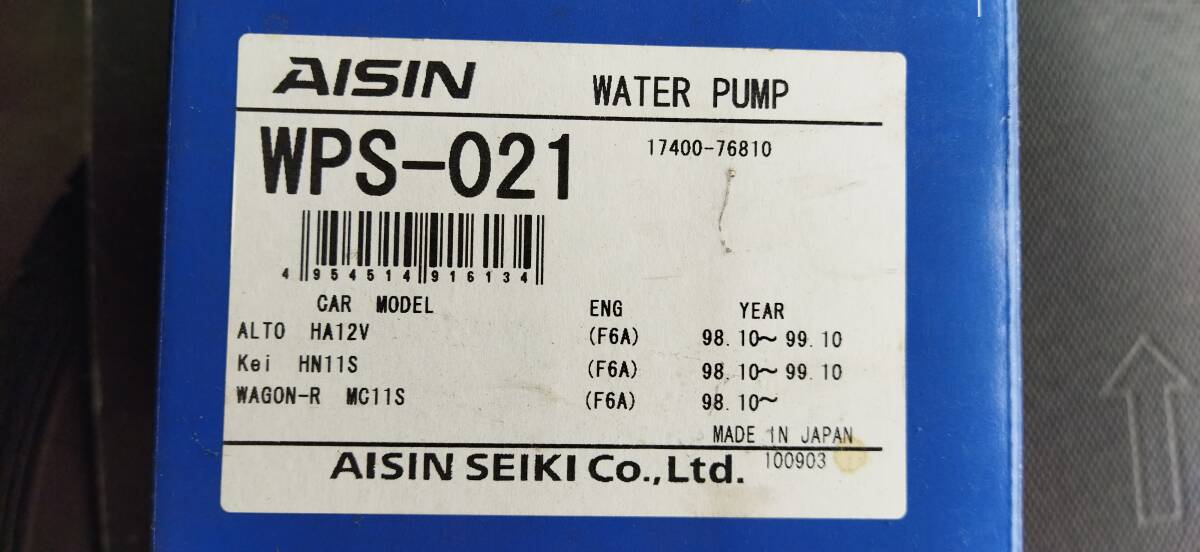 AISIN WATER PUMP
WPS-021 17400-76810
4 954514 916134
CAR MODEL ENG YEAR
ALTO HA12V (F6A) 98.10〜99.10
Kei HN11S (F6A) 98.10〜99.10
WAGON-R MC11S (F6A) 98.10〜
MADE IN JAPAN
AISIN SEIKI Co.,Ltd. 100903